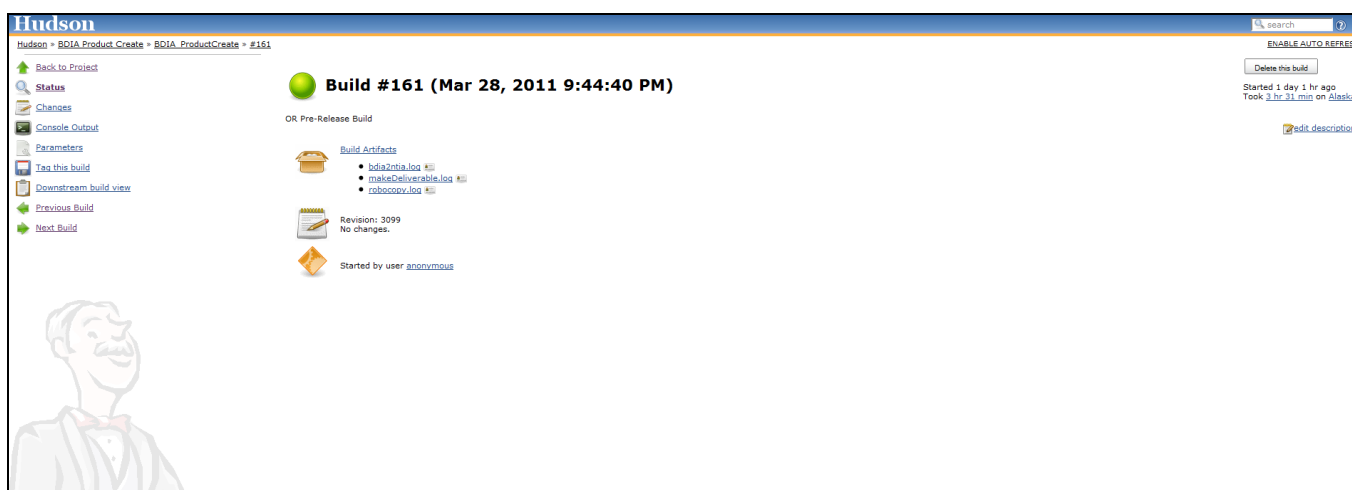 Hudson
search
Hudson » BDIA Product Create » BDIA_ProductCreate » #161
ENABLE AUTO REFRES
Back to Project
Status
Changes
Console Output
Parameters
Tag this build
Downstream build view
Previous Build
Next Build
Build #161 (Mar 28, 2011 9:44:40 PM)
Delete this build
Started 1 day 1 hr ago
Took 3 hr 31 min on Alaska
OR Pre-Release Build
edit description
Build Artifacts
bdia2ntia.log
makeDeliverable.log
robocopy.log
Revision: 3099
No changes.
Started by user anonymous